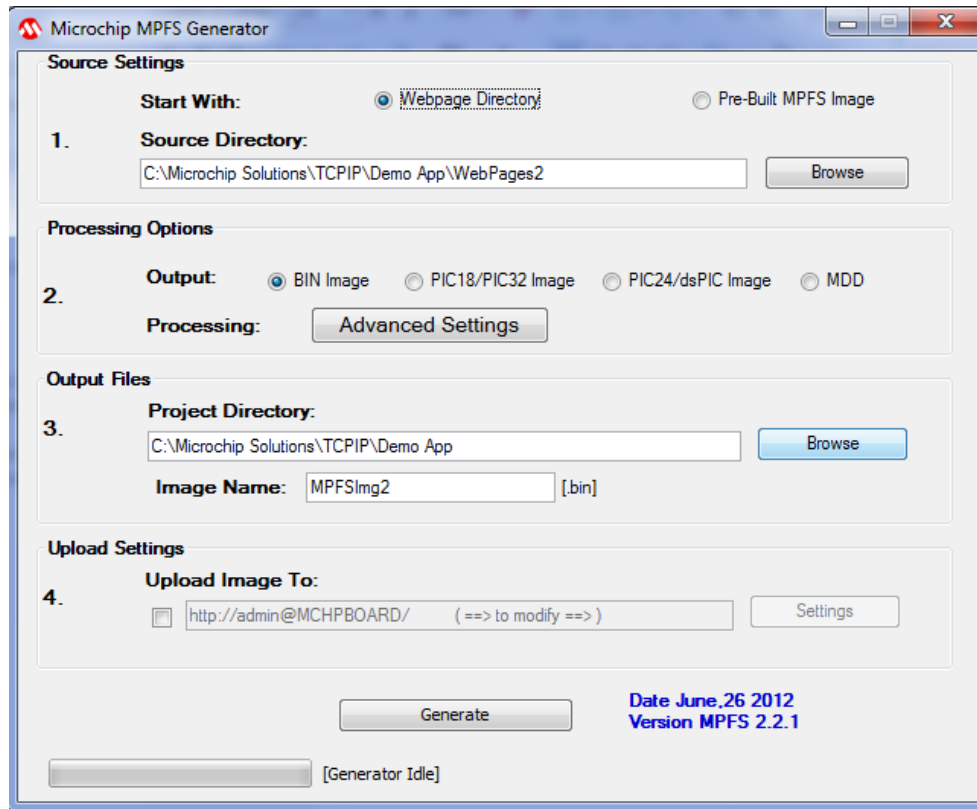 Microchip MPFS Generator
Source Settings
Start With:
Webpage Directory
Pre-Built MPFS Image
1.
Source Directory:
C:\Microchip Solutions\TCPIP\Demo App\WebPages2
Browse
Processing Options
2.
Output:
BIN Image
PIC18/PIC32 Image
PIC24/dsPIC Image
MDD
Processing:
Advanced Settings
Output Files
3.
Project Directory:
C:\Microchip Solutions\TCPIP\Demo App
Browse
Image Name:
MPFSImg2
[.bin]
Upload Settings
4.
Upload Image To:
http://admin@MCHPBOARD/ ( ==> to modify ==> )
Settings
Generate
Date June,26 2012
Version MPFS 2.2.1
[Generator Idle]